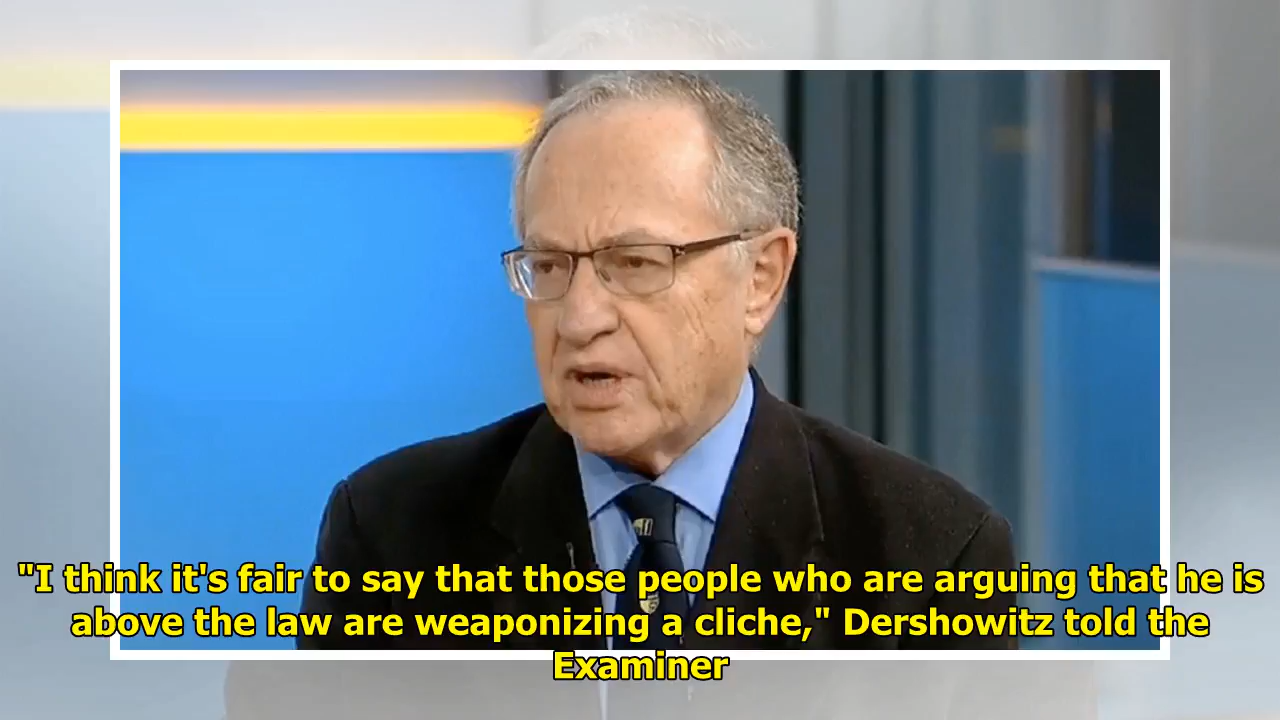 "I think it's fair to say that those people who are arguing that he is
above the law are weaponizing a cliche," Dershowitz told the
Examiner